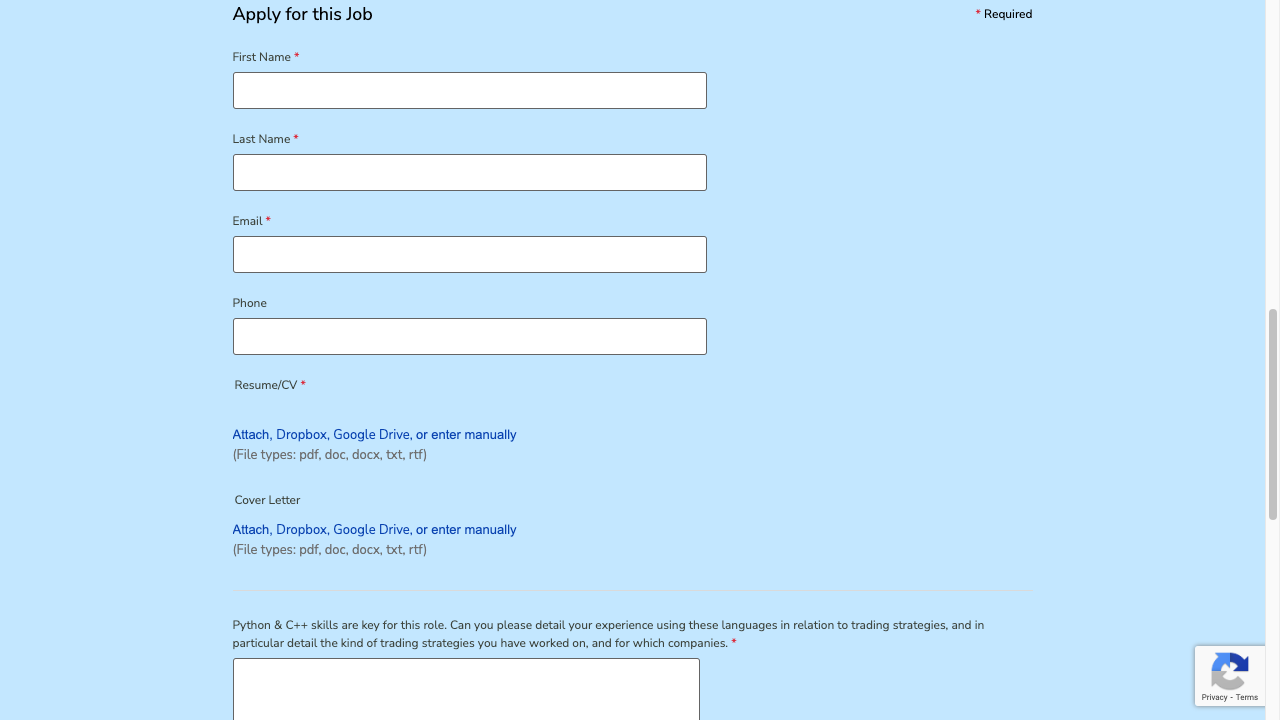 Apply for this Job
* Required
First Name *
Last Name *
Email *
Phone
Resume/CV *
Attach, Dropbox, Google Drive, or enter manually
(File types: pdf, doc, docx, txt, rtf)
Cover Letter
Attach, Dropbox, Google Drive, or enter manually
(File types: pdf, doc, docx, txt, rtf)
Python & C++ skills are key for this role. Can you please detail your experience using these languages in relation to trading strategies, and in
particular detail the kind of trading strategies you have worked on, and for which companies. *
Privacy - Terms